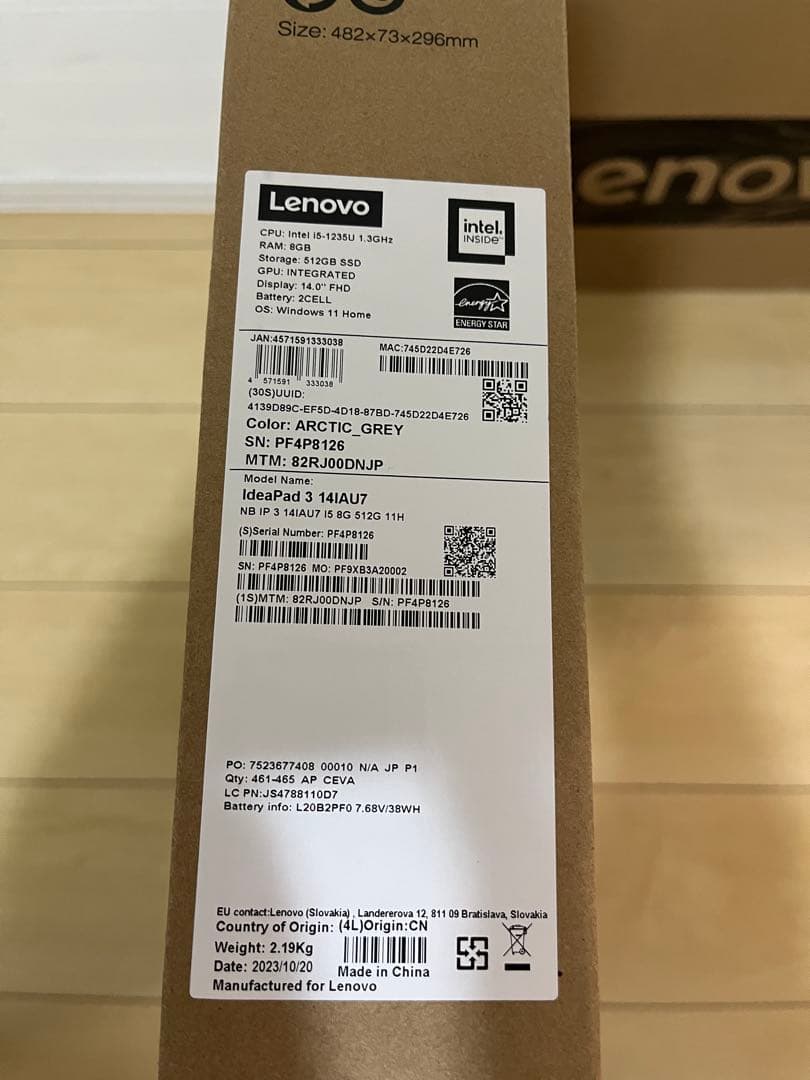 Size: 482×73×296mm
Lenovo
intel.
INSIDE™
CPU: Intel i5-1235U 1.3GHz
RAM: 8GB
Storage: 512GB SSD
GPU: INTEGRATED
Display: 14.0" FHD
Battery: 2CELL
OS: Windows 11 Home
energy
ENERGY STAR
JAN:4571591333038
MAC:745D22D4E726
4 571591 333038
(30S)UUID:
4139D89C-EF5D-4D18-87BD-745D22D4E726
Color: ARCTIC_GREY
SN: PF4P8126
MTM: 82RJ00DNJP
Model Name:
IdeaPad 3 14IAU7
NB IP 3 14IAU7 I5 8G 512G 11H
(S)Serial Number: PF4P8126
SN: PF4P8126 MO: PF9XB3A20002
(1S)MTM: 82RJ00DNJP S/N: PF4P8126
PO: 7523677408 00010 N/A JP P1
Qty: 461-465 AP CEVA
LC PN:JS4788110D7
Battery info: L20B2PF0 7.68V/38WH
EU contact:Lenovo (Slovakia) , Landererova 12, 811 09 Bratislava, Slovakia
Country of Origin: (4L)Origin:CN
Weight: 2.19Kg
Date: 2023/10/20
Made in China
Manufactured for Lenovo
enov